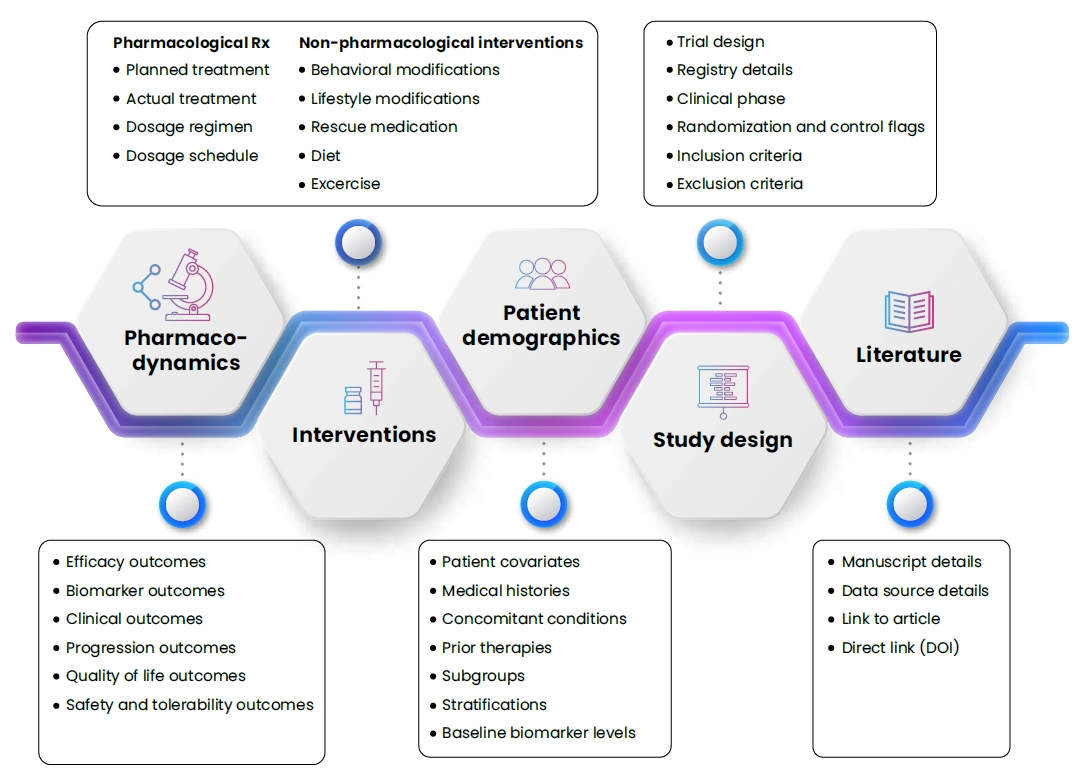 Pharmacological Rx
Planned treatment
Actual treatment
Dosage regimen
Dosage schedule
Non-pharmacological interventions
Behavioral modifications
Lifestyle modifications
Rescue medication
Diet
Excercise
Trial design
Registry details
Clinical phase
Randomization and control flags
Inclusion criteria
Exclusion criteria
Pharmaco-
dynamics
Interventions
Patient
demographics
Study design
Literature
Efficacy outcomes
Biomarker outcomes
Clinical outcomes
Progression outcomes
Quality of life outcomes
Safety and tolerability outcomes
Patient covariates
Medical histories
Concomitant conditions
Prior therapies
Subgroups
Stratifications
Baseline biomarker levels
Manuscript details
Data source details
Link to article
Direct link (DOI)